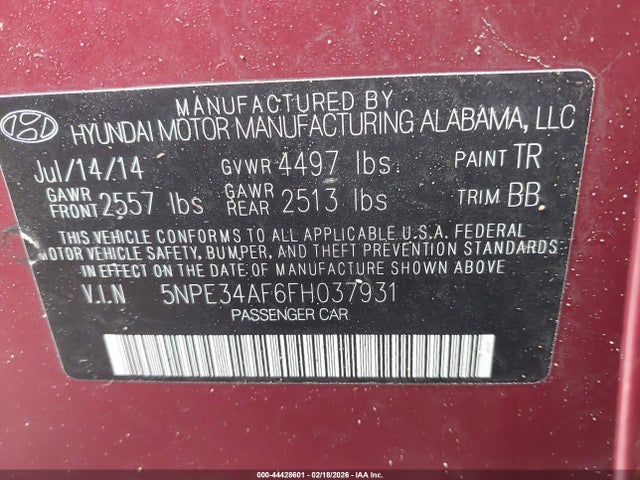 MANUFACTURED BY
HYUNDAI MOTOR MANUFACTURING ALABAMA, LLC
Jul/14/14 GVWR 4497 lbs PAINT TR
GAWR FRONT 2557 lbs GAWR REAR 2513 lbs TRIM BB
THIS VEHICLE CONFORMS TO ALL APPLICABLE U.S.A. FEDERAL
MOTOR VEHICLE SAFETY, BUMPER, AND THEFT PREVENTION STANDARDS
IN EFFECT ON THE DATE OF MANUFACTURE SHOWN ABOVE
V.I.N 5NPE34AF6FH037931
PASSENGER CAR
000-44428601 - 02/18/2026 - IAA Inc.